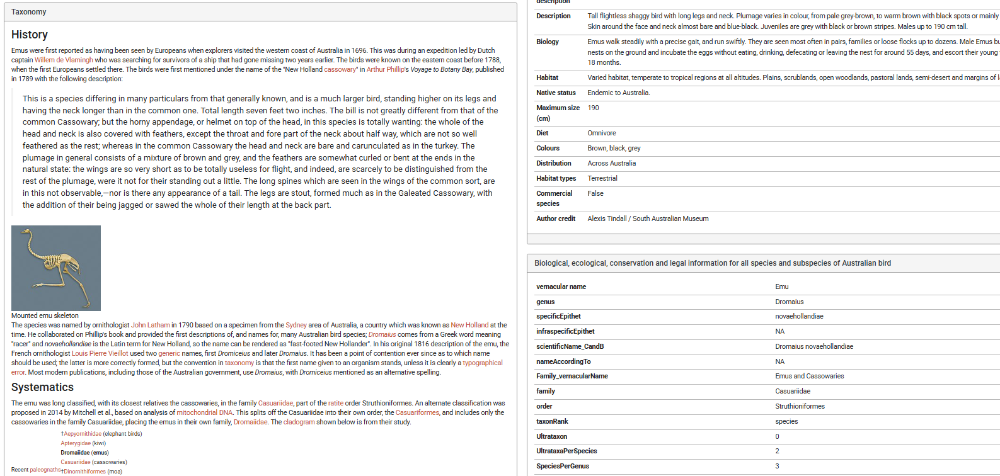 Taxonomy
History
Emus were first reported as having been seen by Europeans when explorers visited the western coast of Australia in 1696. This was during an expedition led by Dutch
captain Willem de Vlamingh who was searching for survivors of a ship that had gone missing two years earlier. The birds were known on the eastern coast before 1788,
when the first Europeans settled there. The birds were first mentioned under the name of the "New Holland cassowary" in Arthur Phillip's Voyage to Botany Bay, published
in 1789 with the following description:
This is a species differing in many particulars from that generally known, and is a much larger bird, standing higher on its legs and
having the neck longer than in the common one. Total length seven feet two inches. The bill is not greatly different from that of the
common Cassowary; but the horny appendage, or helmet on top of the head, in this species is totally wanting: the whole of the
head and neck is also covered with feathers, except the throat and fore part of the neck about half way, which are not so well
feathered as the rest; whereas in the common Cassowary the head and neck are bare and carunculated as in the turkey. The
plumage in general consists of a mixture of brown and grey, and the feathers are somewhat curled or bent at the ends in the
natural state: the wings are so very short as to be totally useless for flight, and indeed, are scarcely to be distinguished from the
rest of the plumage, were it not for their standing out a little. The long spines which are seen in the wings of the common sort, are
in this not observable,—nor is there any appearance of a tail. The legs are stout, formed much as in the Galeated Cassowary, with
the addition of their being jagged or sawed the whole of their length at the back part.
Mounted emu skeleton
The species was named by ornithologist John Latham in 1790 based on a specimen from the Sydney area of Australia, a country which was known as New Holland at the
time. He collaborated on Phillip's book and provided the first descriptions of, and names for, many Australian bird species; Dromaius comes from a Greek word meaning
"racer" and novaehollandiae is the Latin term for New Holland, so the name can be rendered as "fast-footed New Hollander". In his original 1816 description of the emu, the
French ornithologist Louis Pierre Vieillot used two generic names, first Dromiceius and later Dromaius. It has been a point of contention ever since as to which name
should be used; the latter is more correctly formed, but the convention in taxonomy is that the first name given to an organism stands, unless it is clearly a typographical
error. Most modern publications, including those of the Australian government, use Dromaius, with Dromiceius mentioned as an alternative spelling.
Systematics
The emu was long classified, with its closest relatives the cassowaries, in the family Casuariidae, part of the ratite order Struthioniformes. An alternate classification was
proposed in 2014 by Mitchell et al., based on analysis of mitochondrial DNA. This splits off the Casuariidae into their own order, the Casuariformes, and includes only the
cassowaries in the family Casuariidae, placing the emus in their own family, Dromaiidae. The cladogram shown below is from their study.
†Aepyornithidae (elephant birds)
Apterygidae (kiwi)
Dromaiidae (emus)
Casuariidae (cassowaries)
Recent paleognaths
†Dinornithiformes (moa)
description
Description Tall flightless shaggy bird with long legs and neck. Plumage varies in colour, from pale grey-brown, to warm brown with black spots or mainly
Skin around the face and neck almost bare and blue-black. Juveniles are grey with black or brown stripes. Males up to 190 cm tall.
Biology Emus walk steadily with a precise gait, and run swiftly. They are seen most often in pairs, families or loose flocks up to dozens. Male Emus bu
nests on the ground and incubate the eggs without eating, drinking, defecating or leaving the nest for around 55 days, and escort their young
18 months.
Habitat Varied habitat, temperate to tropical regions at all altitudes. Plains, scrublands, open woodlands, pastoral lands, semi-desert and margins of l
Native status Endemic to Australia.
Maximum size 190
(cm)
Diet Omnivore
Colours Brown, black, grey
Distribution Across Australia
Habitat types Terrestrial
Commercial False
species
Author credit Alexis Tindall / South Australian Museum
Biological, ecological, conservation and legal information for all species and subspecies of Australian bird
vernacular name Emu
genus Dromaius
specificEpithet novaehollandiae
infraspecificEpithet NA
scientificName_CandB Dromaius novaehollandiae
nameAccordingTo NA
Family_vernacularName Emus and Cassowaries
family Casuariidae
order Struthioniformes
taxonRank species
Ultrataxon 0
UltrataxaPerSpecies 2
SpeciesPerGenus 3